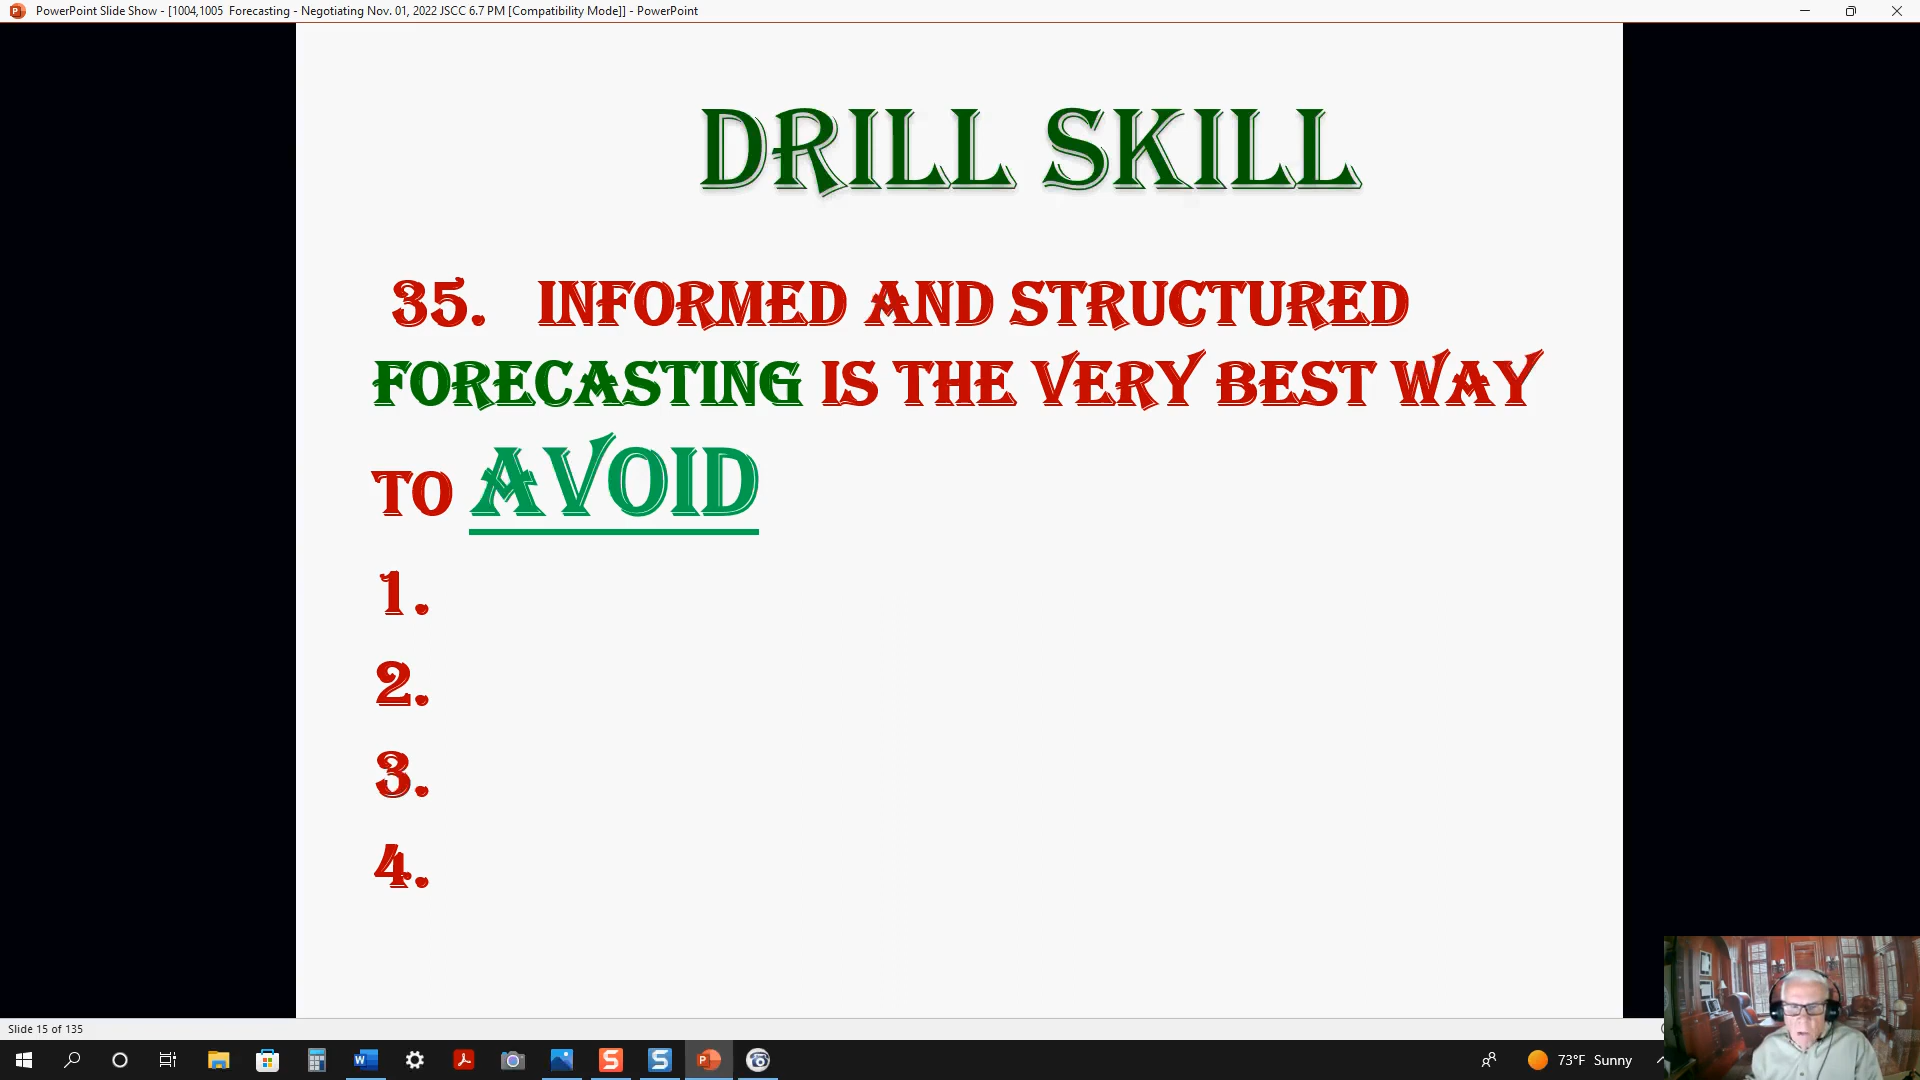 PowerPoint Slide Show - [1004,1005  Forecasting - Negotiating Nov. 01, 2022 JSCC 6.7 PM [Compatibility Mode]] - PowerPoint
DRILL SKILL
35. INFORMED AND STRUCTURED
FORECASTING IS THE VERY BEST WAY
TO AVOID
1.
2.
3.
4.
Slide 15 of 135
73°F Sunny